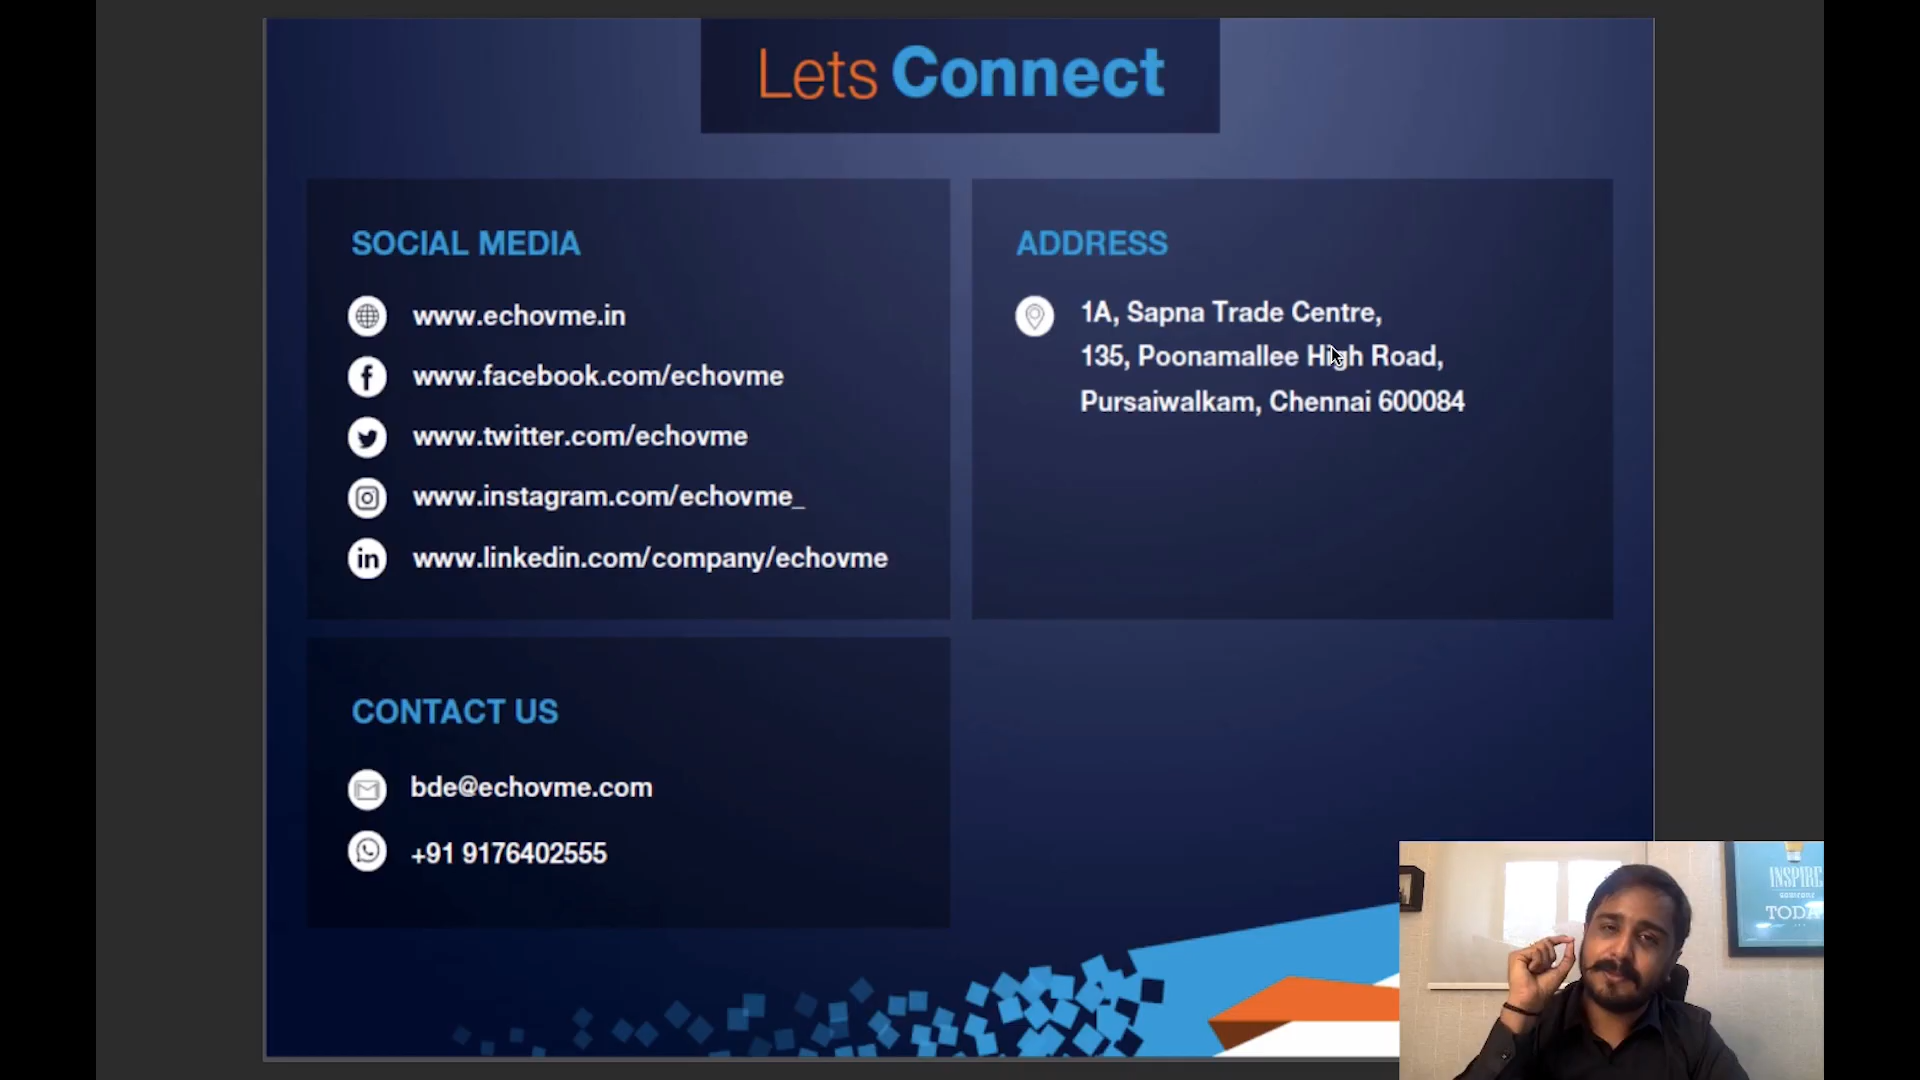 Lets Connect
SOCIAL MEDIA
www.echovme.in
www.facebook.com/echovme
www.twitter.com/echovme
www.instagram.com/echovme_
www.linkedin.com/company/echovme
ADDRESS
1A, Sapna Trade Centre,
135, Poonamallee High Road,
Pursaiwalkam, Chennai 600084
CONTACT US
bde@echovme.com
+91 9176402555
INSPIRE
TODA